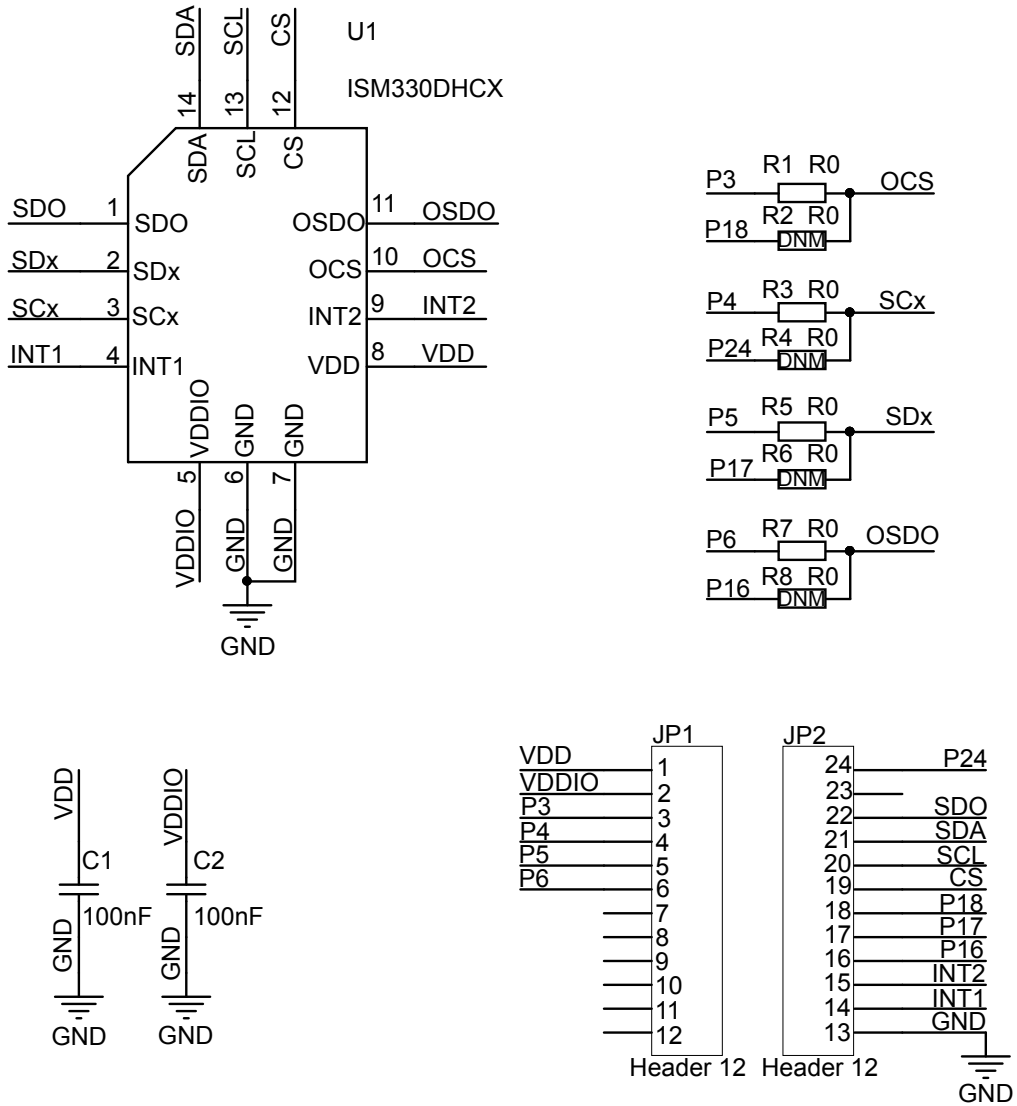 SDA SCL CS U1
ISM330DHCX
14 13 12
SDA SCL CS
SDO 1 SDO OSDO 11 OSDO
SDx 2 SDx OCS 10 OCS
SCx 3 SCx INT2 9 INT2
INT1 4 INT1 VDD 8 VDD
VDDIO GND GND
5 6 7
VDDIO GND GND
GND
P3 R1 R0 OCS
P18 R2 R0
DNM
P4 R3 R0 SCx
P24 R4 R0
DNM
P5 R5 R0 SDx
P17 R6 R0
DNM
P6 R7 R0 OSDO
P16 R8 R0
DNM
VDD VDDIO
C1 C2
100nF 100nF
GND GND
GND GND
JP1
VDD 1
VDDIO 2
P3 3
P4 4
P5 5
P6 6
7
8
9
10
11
12
Header 12
JP2
24 P24
23
22 SDO
21 SDA
20 SCL
19 CS
18 P18
17 P17
16 P16
15 INT2
14 INT1
13 GND
Header 12
GND